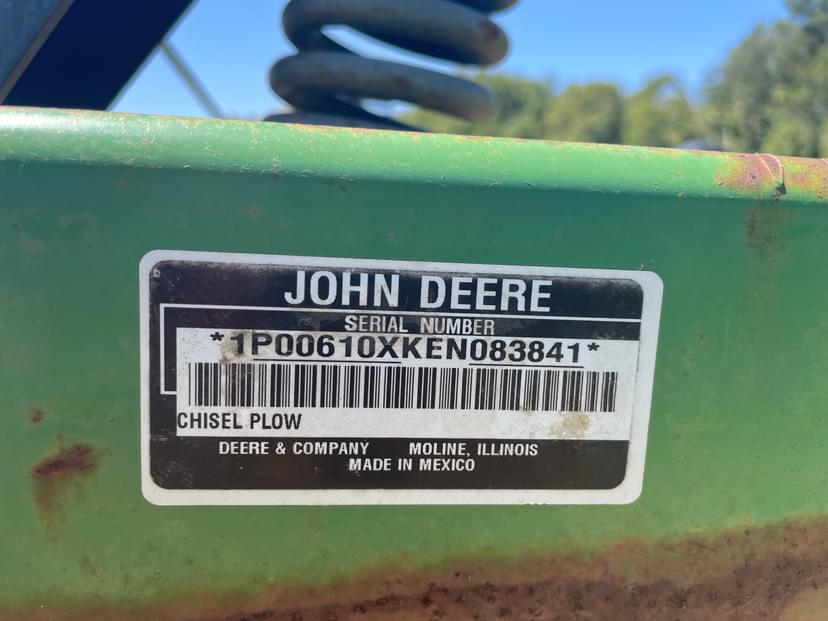 JOHN DEERE
SERIAL NUMBER
*1P00610XKEN083841*
CHISEL PLOW
DEERE & COMPANY MOLINE, ILLINOIS
MADE IN MEXICO